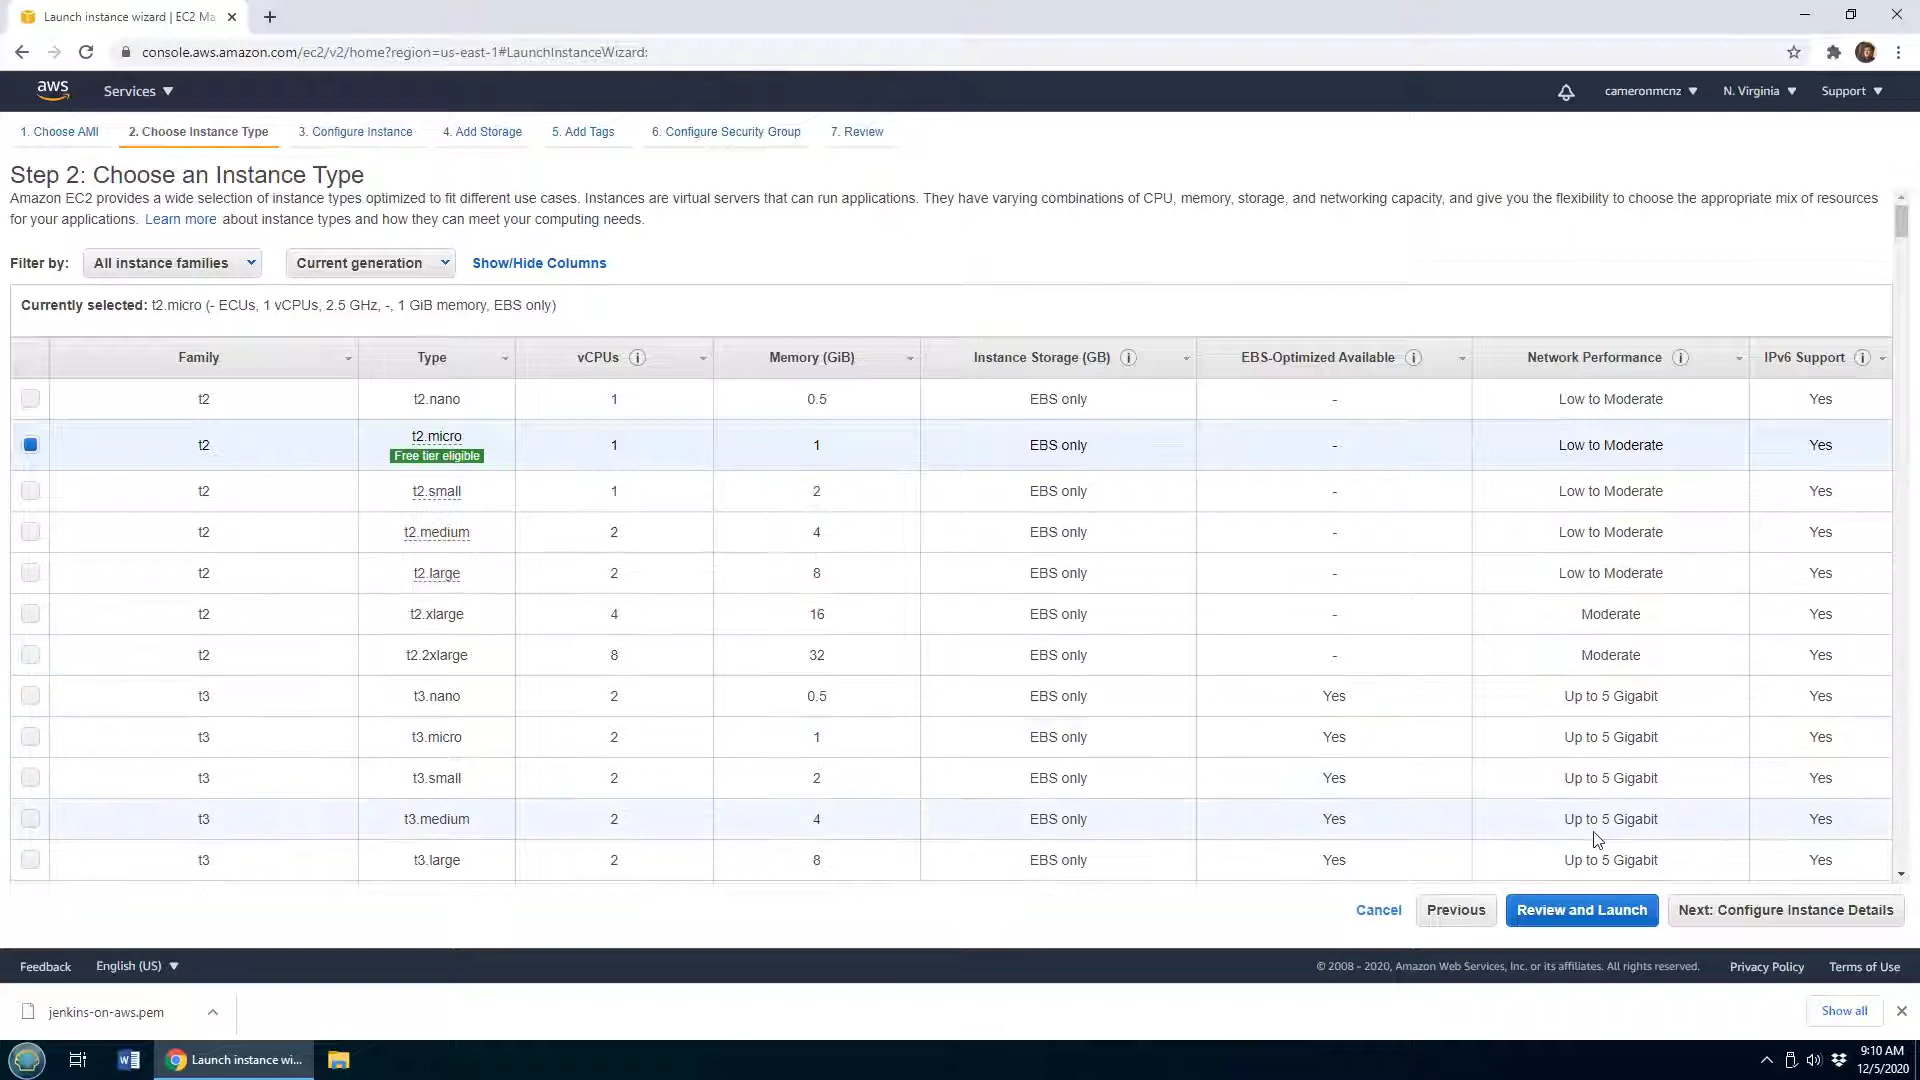 Launch instance wizard | EC2 Ma
console.aws.amazon.com/ec2/v2/home?region=us-east-1#LaunchInstanceWizard:
aws Services cameronmcnz N. Virginia Support
1. Choose AMI 2. Choose Instance Type 3. Configure Instance 4. Add Storage 5. Add Tags 6. Configure Security Group 7. Review
Step 2: Choose an Instance Type
Amazon EC2 provides a wide selection of instance types optimized to fit different use cases. Instances are virtual servers that can run applications. They have varying combinations of CPU, memory, storage, and networking capacity, and give you the flexibility to choose the appropriate mix of resources
for your applications. Learn more about instance types and how they can meet your computing needs.
Filter by: All instance families Current generation Show/Hide Columns
Currently selected: t2.micro (- ECUs, 1 vCPUs, 2.5 GHz, -, 1 GiB memory, EBS only)
Family Type vCPUs i Memory (GiB) Instance Storage (GB) i EBS-Optimized Available i Network Performance i IPv6 Support i
t2 t2.nano 1 0.5 EBS only - Low to Moderate Yes
t2 t2.micro 1 1 EBS only - Low to Moderate Yes
Free tier eligible
t2 t2.small 1 2 EBS only - Low to Moderate Yes
t2 t2.medium 2 4 EBS only - Low to Moderate Yes
t2 t2.large 2 8 EBS only - Low to Moderate Yes
t2 t2.xlarge 4 16 EBS only - Moderate Yes
t2 t2.2xlarge 8 32 EBS only - Moderate Yes
t3 t3.nano 2 0.5 EBS only Yes Up to 5 Gigabit Yes
t3 t3.micro 2 1 EBS only Yes Up to 5 Gigabit Yes
t3 t3.small 2 2 EBS only Yes Up to 5 Gigabit Yes
t3 t3.medium 2 4 EBS only Yes Up to 5 Gigabit Yes
t3 t3.large 2 8 EBS only Yes Up to 5 Gigabit Yes
Cancel Previous Review and Launch Next: Configure Instance Details
Feedback English (US) © 2008 - 2020, Amazon Web Services, Inc. or its affiliates. All rights reserved. Privacy Policy Terms of Use
jenkins-on-aws.pem Show all
Launch instance wi... 9:10 AM
12/5/2020